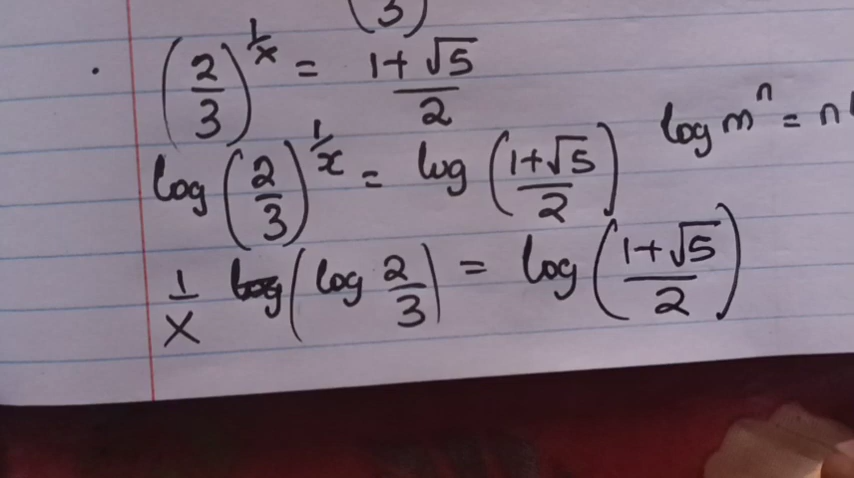 3)
(2/3)^(1/x) = (1+√5)/2
log(2/3)^(1/x) = log((1+√5)/2) log m^n = n
1/x (log 2/3) = log((1+√5)/2)